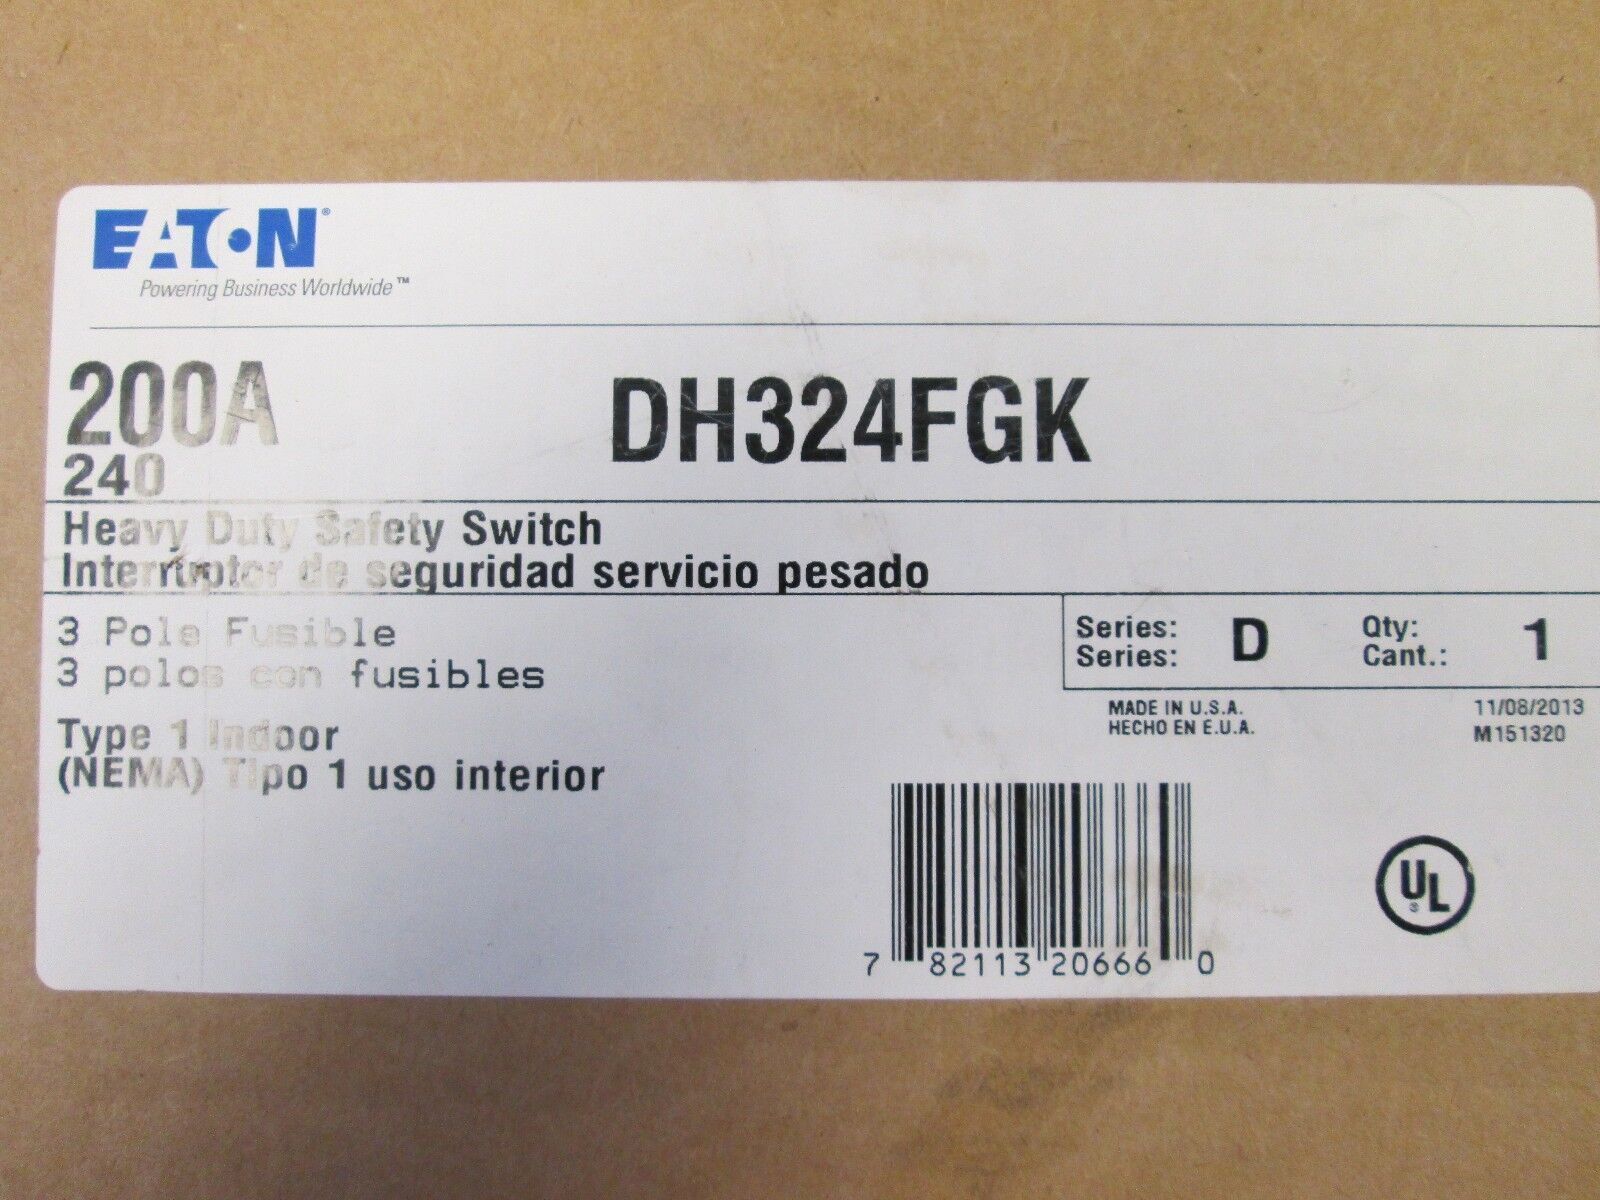 EATON®
Powering Business Worldwide™
200A
DH324FGK
240
Heavy Duty Safety Switch
Interruptor de seguridad servicio pesado
3 Pole Fusible
3 polos con fusibles
Series:
Series:
D
Qty:
Cant.:
1
MADE IN U.S.A.
HECHO EN E.U.A.
11/08/2013
M151320
Type 1 Indoor
(NEMA) Tipo 1 uso interior
7 82113 20666 0
UL